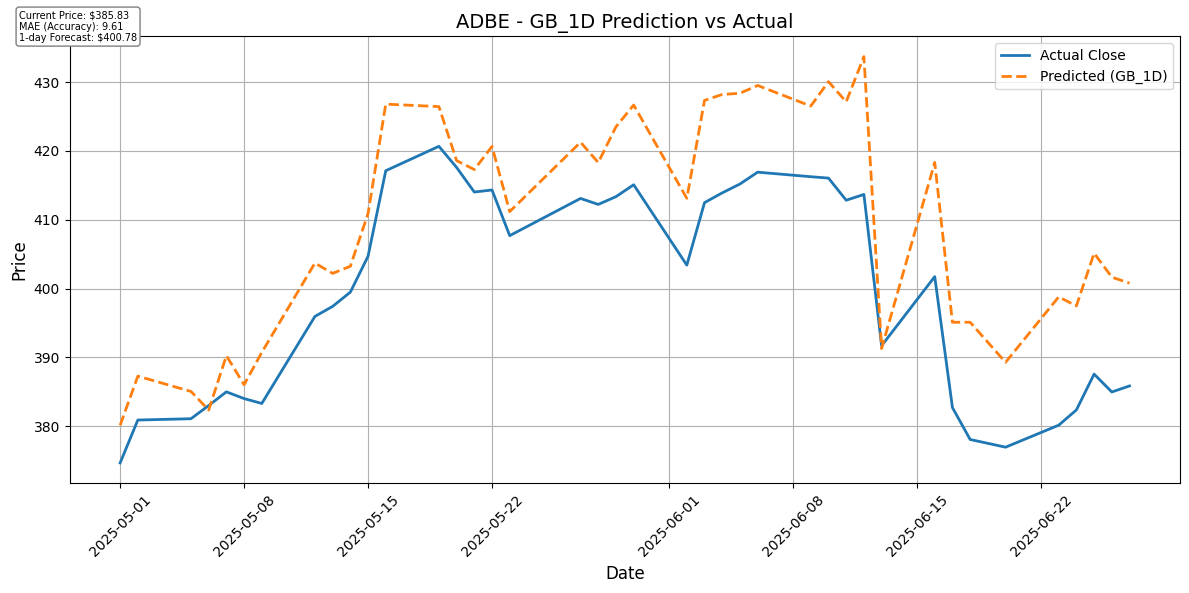 Current Price: $385.83
MAE (Accuracy): 9.61
1-day Forecast: $400.78
ADBE - GB_1D Prediction vs Actual
Actual Close
Predicted (GB_1D)
Price
430
420
410
400
390
380
2025-05-01
2025-05-08
2025-05-15
2025-05-22
2025-06-01
2025-06-08
2025-06-15
2025-06-22
Date